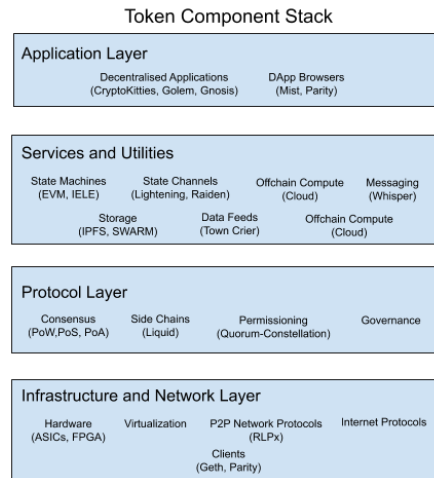 Token Component Stack
Application Layer
Decentralised Applications
(CryptoKitties, Golem, Gnosis)
DApp Browsers
(Mist, Parity)
Services and Utilities
State Machines
(EVM, IELE)
State Channels
(Lightening, Raiden)
Offchain Compute
(Cloud)
Messaging
(Whisper)
Storage
(IPFS, SWARM)
Data Feeds
(Town Crier)
Offchain Compute
(Cloud)
Protocol Layer
Consensus
(PoW,PoS, PoA)
Side Chains
(Liquid)
Permissioning
(Quorum-Constellation)
Governance
Infrastructure and Network Layer
Hardware
(ASICs, FPGA)
Virtualization
P2P Network Protocols
(RLPx)
Internet Protocols
Clients
(Geth, Parity)